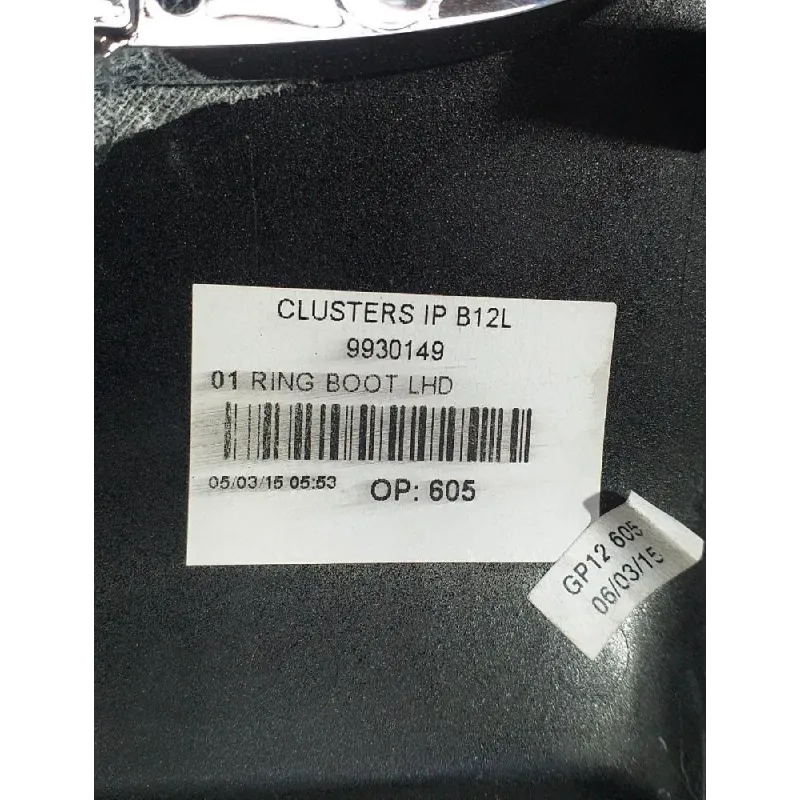 CLUSTERS IP B12L
9930149
01 RING BOOT LHD
05/03/15 05:53 OP: 605
GP12 605
06/03/15